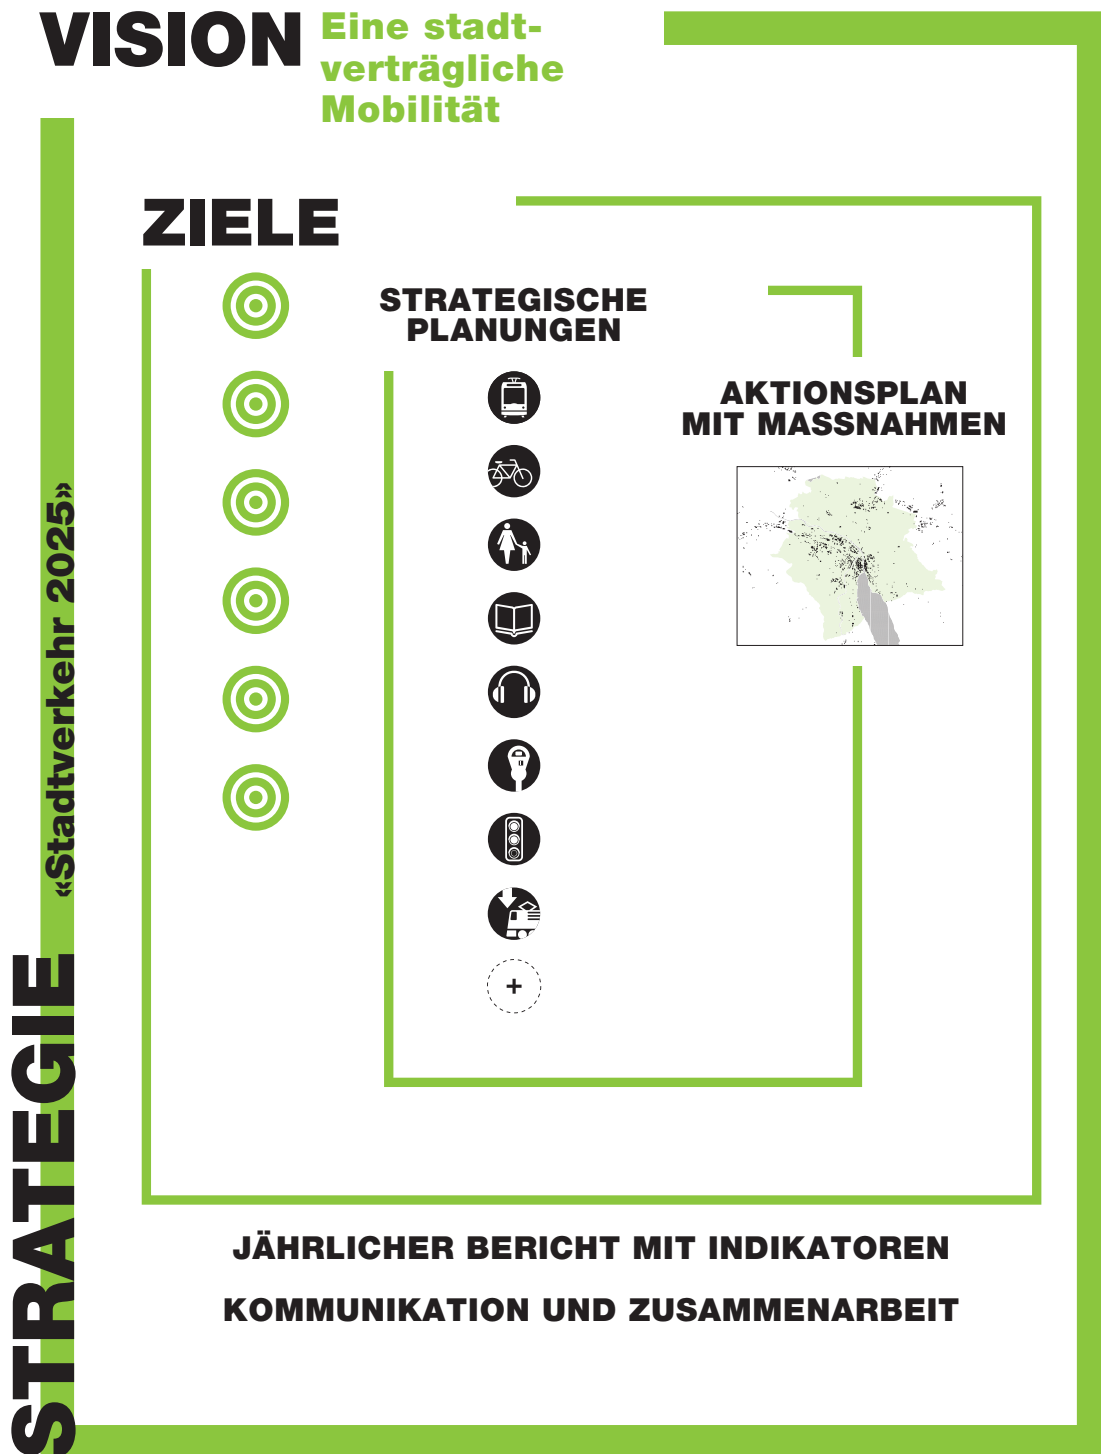 VISION
Eine stadt-
verträgliche
Mobilität
ZIELE
STRATEGISCHE
PLANUNGEN
AKTIONSPLAN
MIT MASSNAHMEN
+
STRATEGIE «Stadtverkehr 2025»
JÄHRLICHER BERICHT MIT INDIKATOREN
KOMMUNIKATION UND ZUSAMMENARBEIT